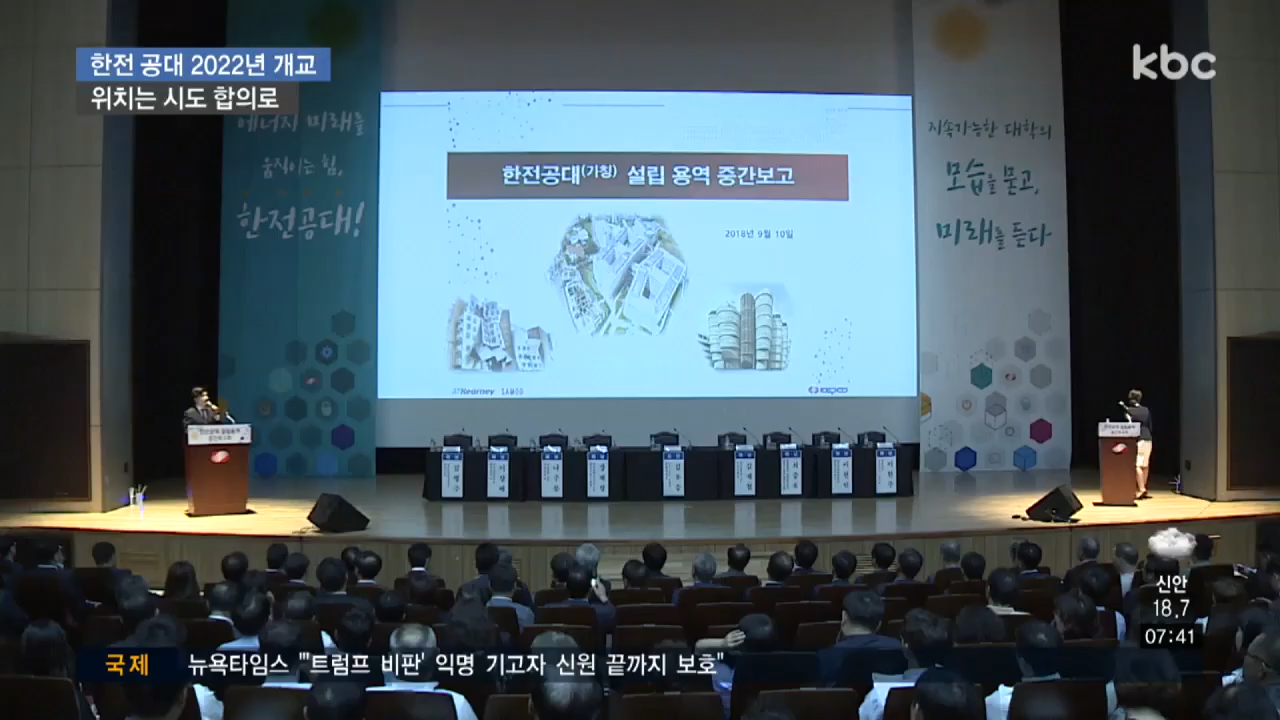 한전 공대 2022년 개교
위치는 시도 합의로
kbc
에너지 미래를
움직이는 힘,
한전공대!
한전공대(가칭) 설립 용역 중간보고
2018년 9월 10일
ATKearney
KEPCO
지속가능한 대학의
모습을 묻고,
미래를 듣다
신안
18.7
07:41
국제
뉴욕타임스 "'트럼프 비판' 익명 기고자 신원 끝까지 보호"